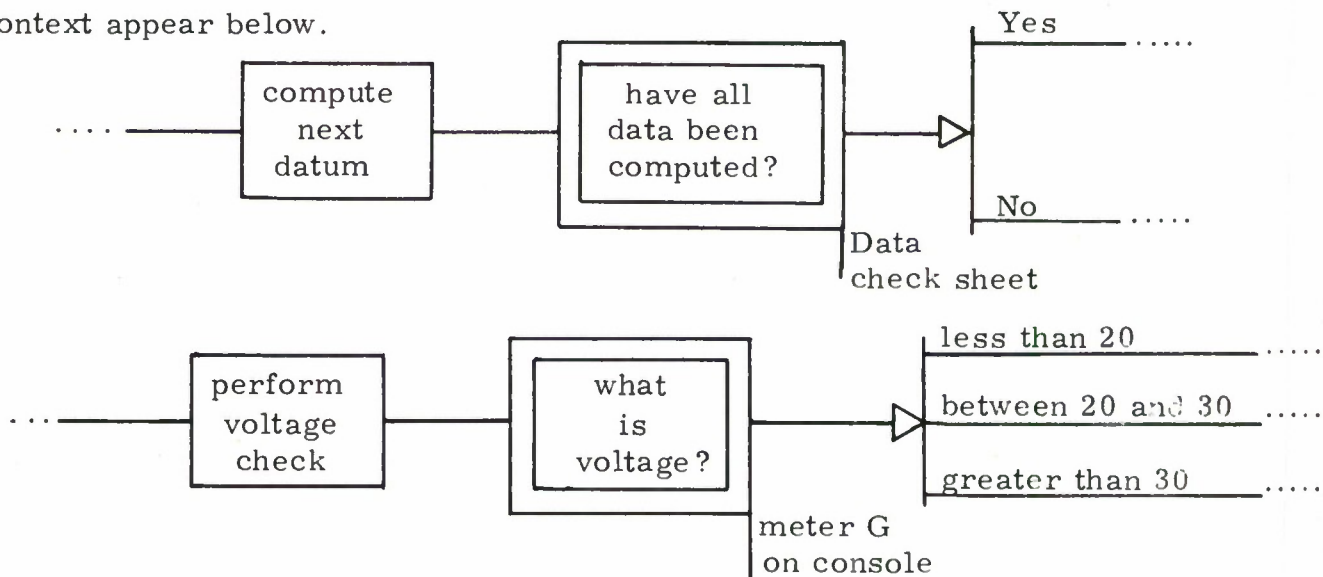 ontext appear below.
compute
next
datum
have all
data been
computed?
Yes
No
Data
check sheet
perform
voltage
check
what
is
voltage?
less than 20
between 20 and 30
greater than 30
meter G
on console